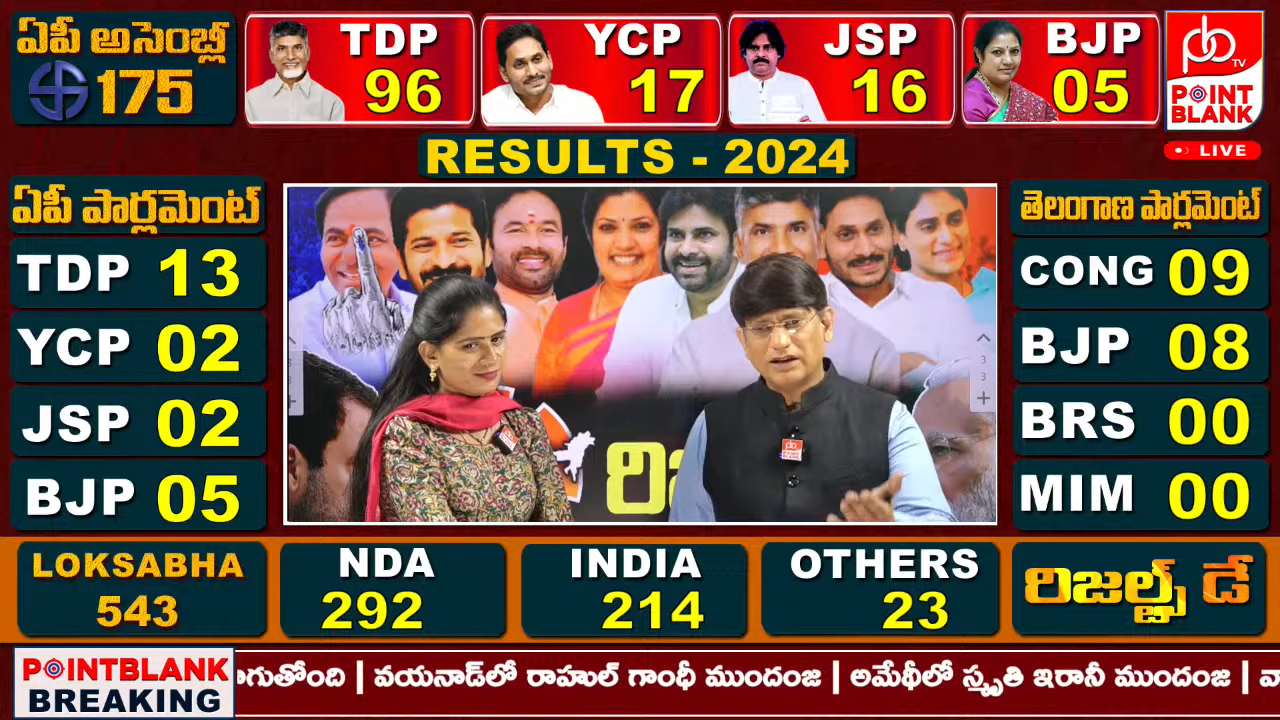 ఏపీ అసెంబ్లీ
175
TDP
96
YCP
17
JSP
16
BJP
05
pb
TV
POINT
BLANK
LIVE
RESULTS - 2024
ఏపీ పార్లమెంట్
TDP 13
YCP 02
JSP 02
BJP 05
తెలంగాణ పార్లమెంట్
CONG 09
BJP 08
BRS 00
MIM 00
LOKSABHA
543
NDA
292
INDIA
214
OTHERS
23
రిజల్ట్స్ డే
POINTBLANK
BREAKING
గుతోంది | వయనాడ్‌లో రాహుల్ గాంధీ ముందంజ | అమేథీలో స్మృతి ఇరానీ ముందంజ | వా